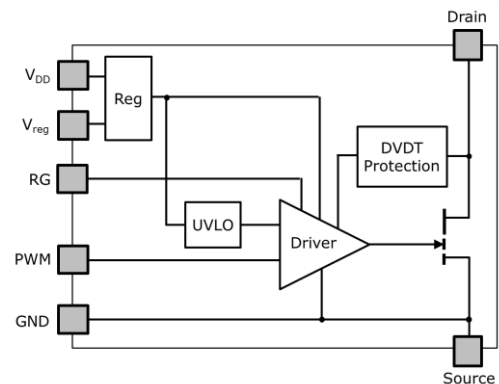 Drain
VDD
Reg
Vreg
DVDT
Protection
RG
UVLO
Driver
PWM
GND
Source